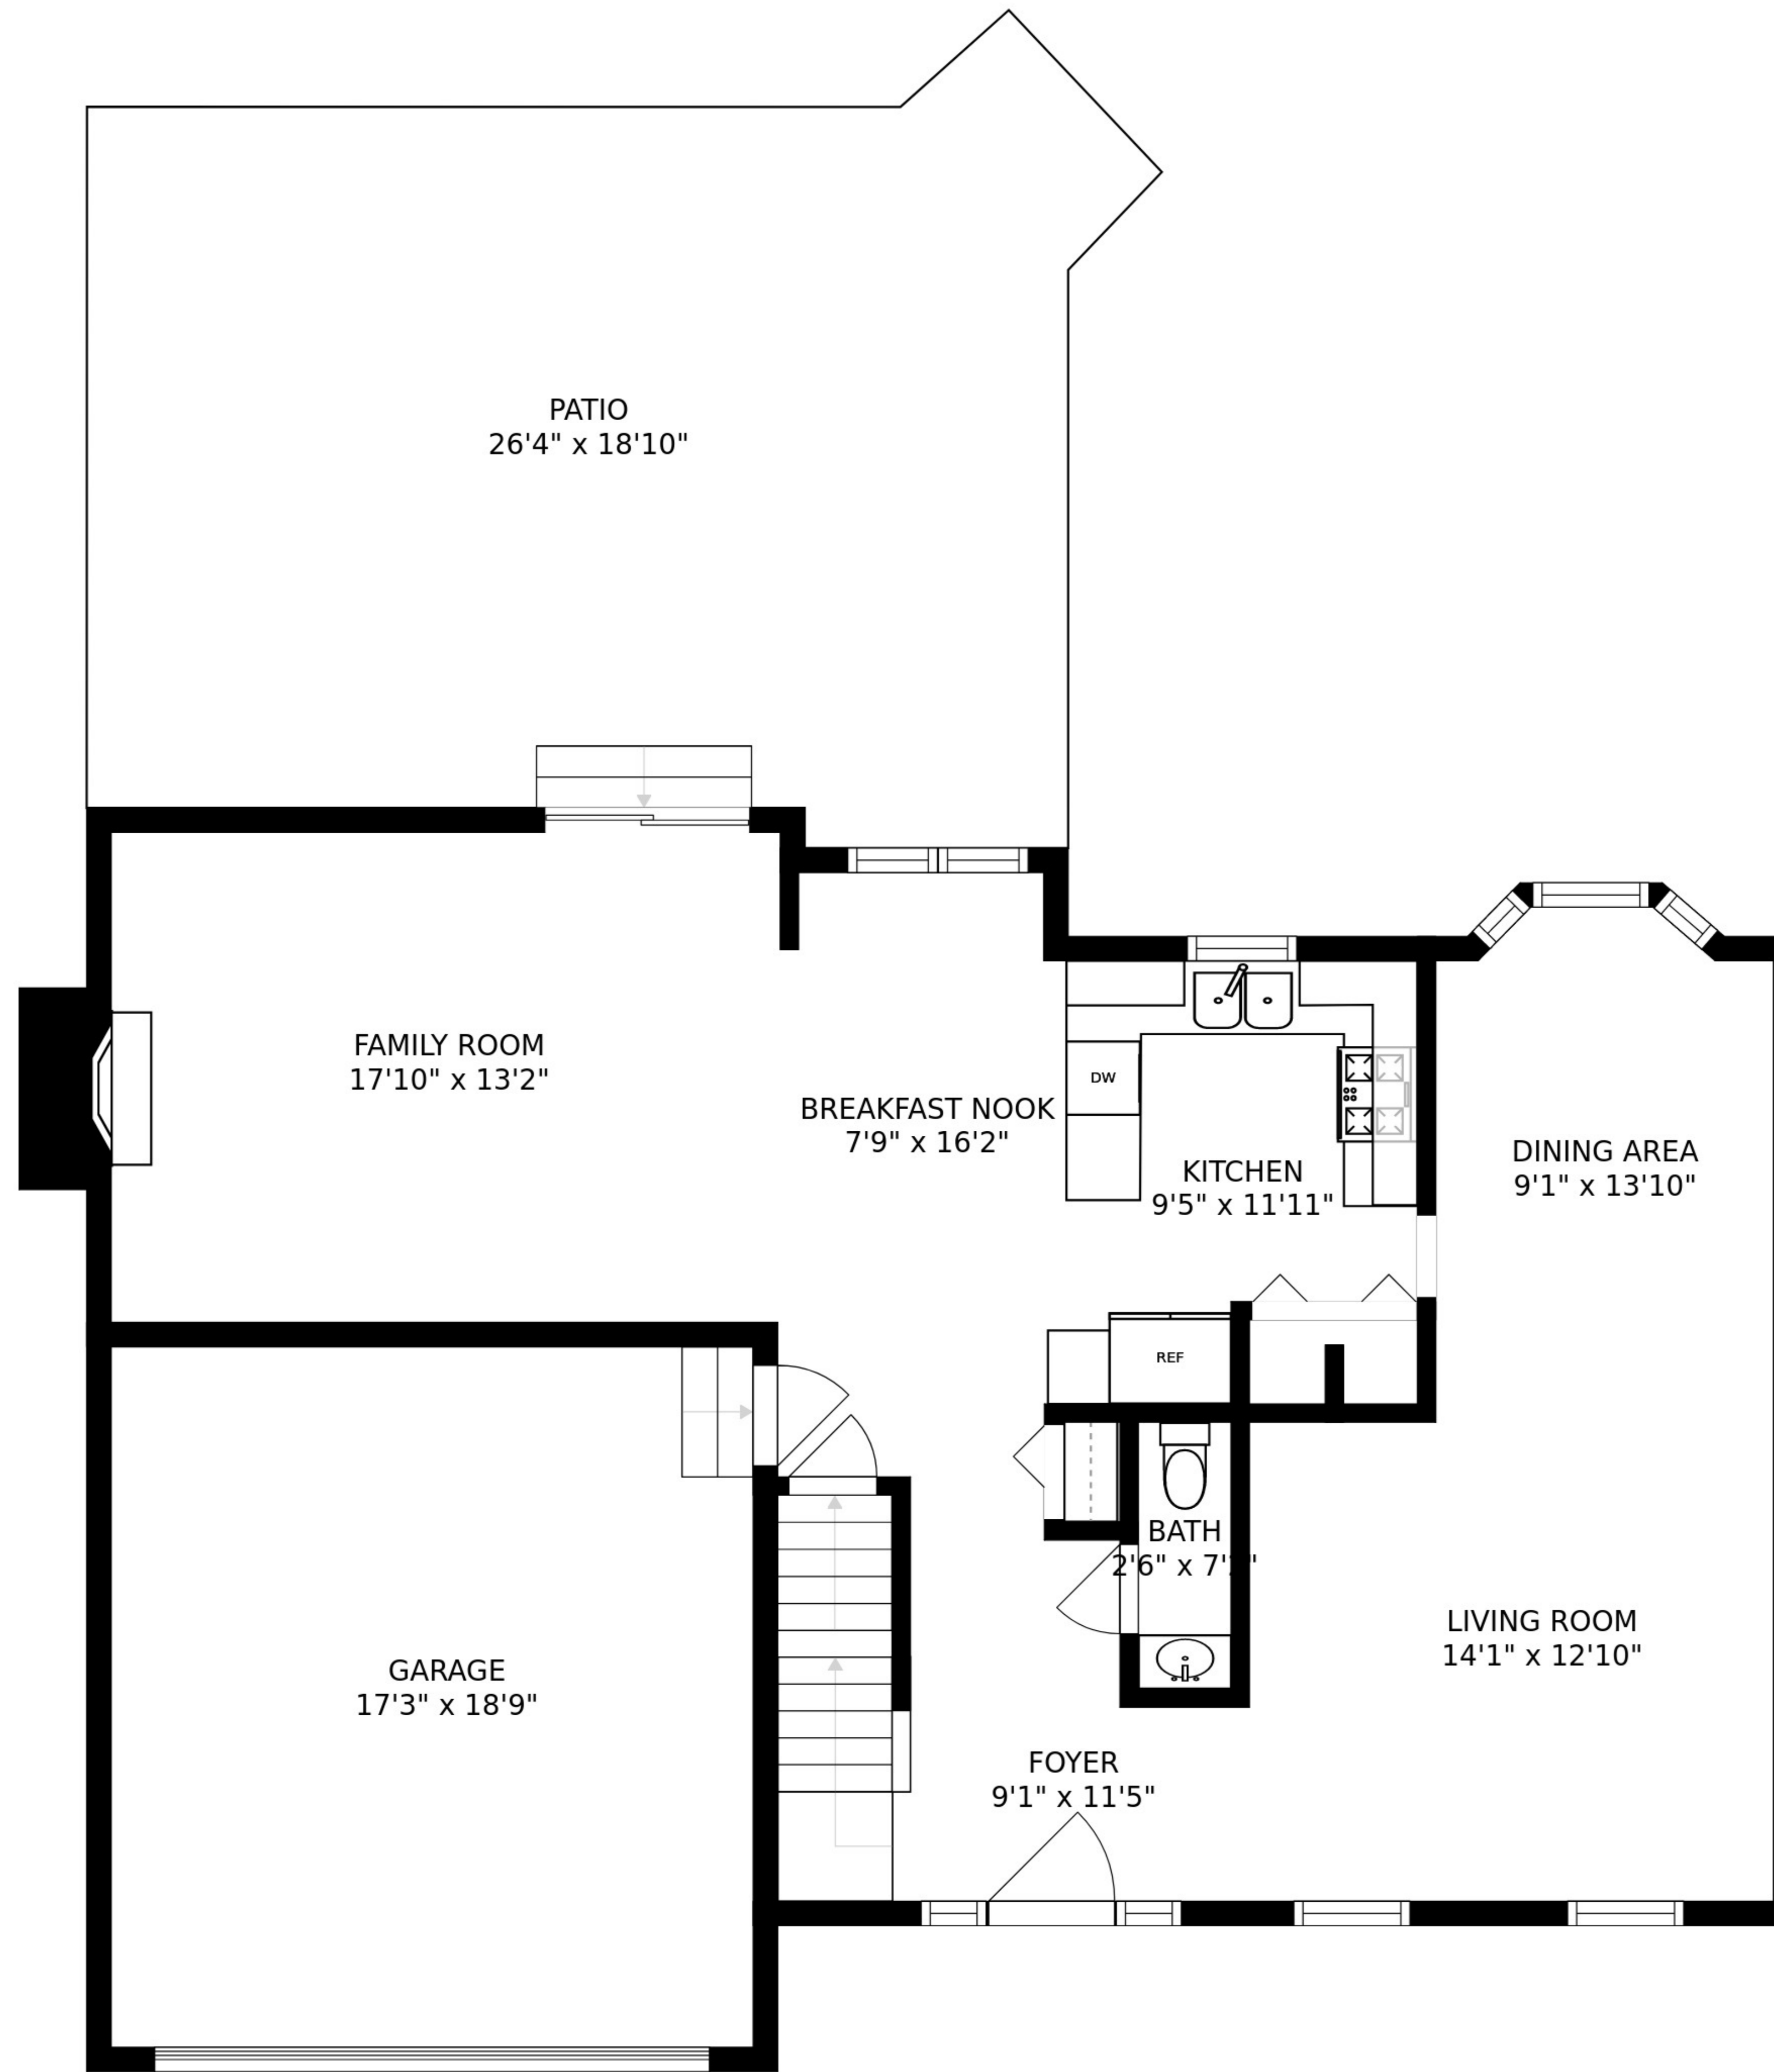 PATIO
26'4" x 18'10"
FAMILY ROOM
17'10" x 13'2"
BREAKFAST NOOK
7'9" x 16'2"
DW
KITCHEN
9'5" x 11'11"
DINING AREA
9'1" x 13'10"
REF
BATH
2'6" x
LIVING ROOM
14'1" x 12'10"
GARAGE
17'3" x 18'9"
FOYER
9'1" x 11'5"